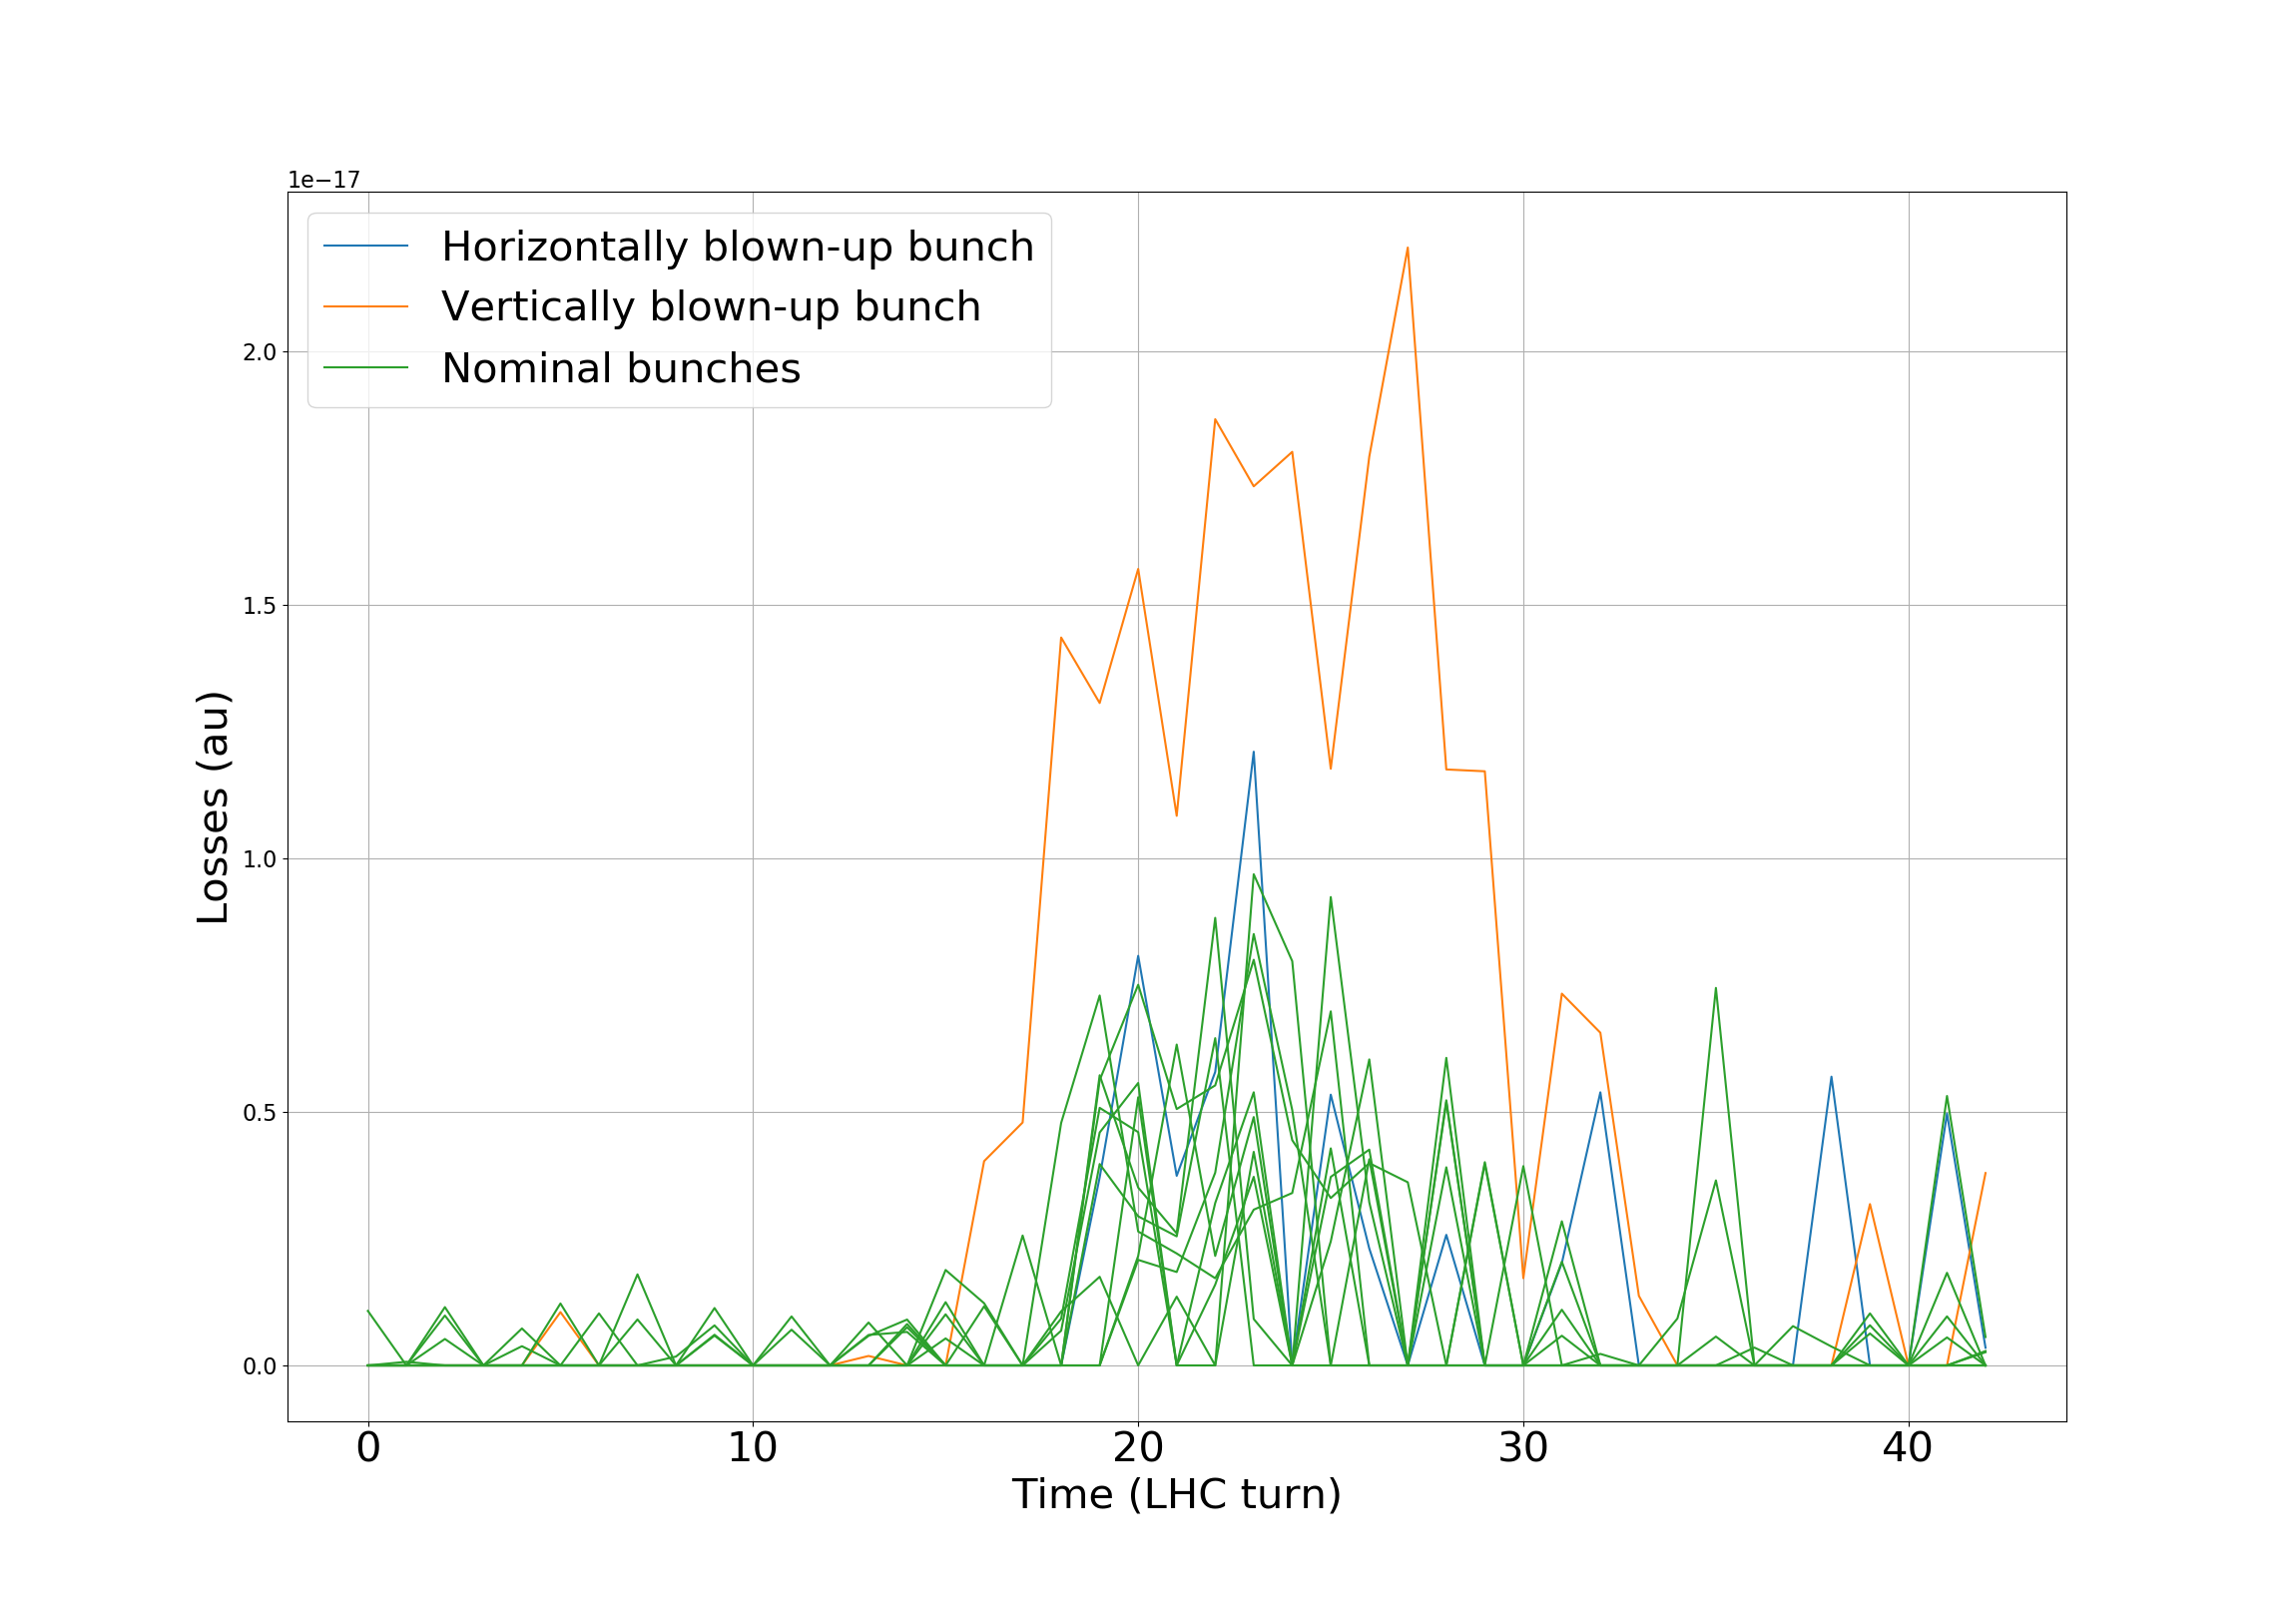 1e−17
Horizontally blown-up bunch
Vertically blown-up bunch
Nominal bunches
2.0
1.5
1.0
0.5
0.0
Losses (au)
0 10 20 30 40
Time (LHC turn)